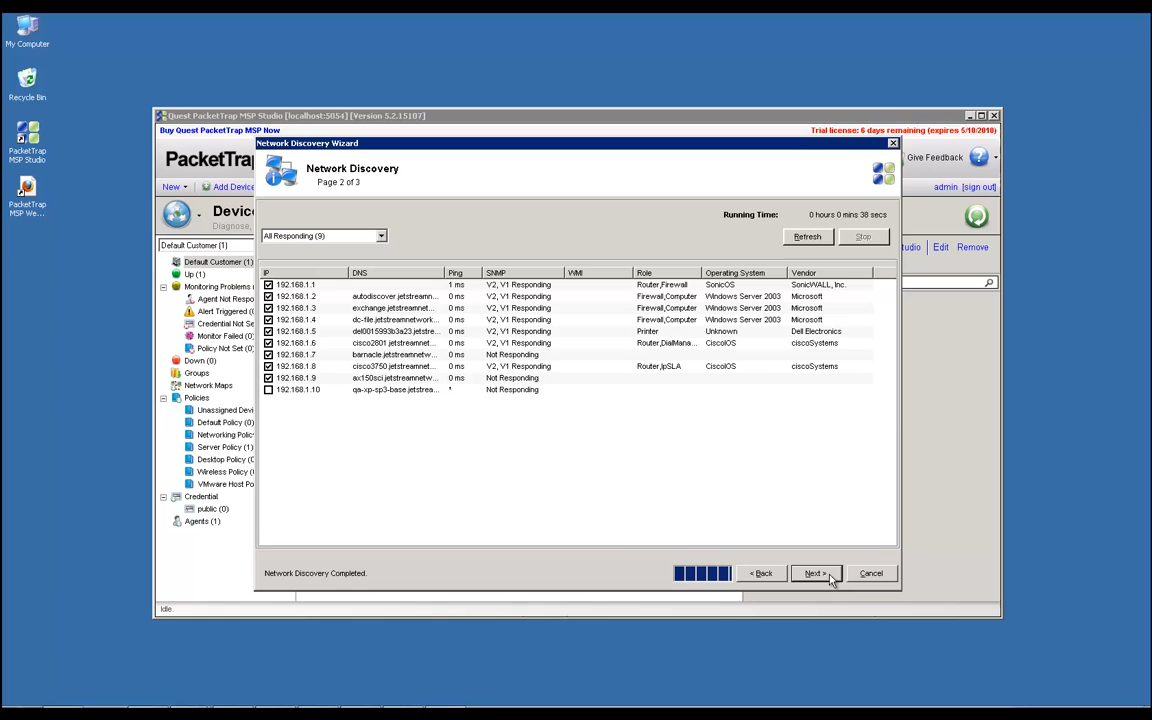 My Computer
Recycle Bin
PacketTrap
MSP Studio
PacketTrap
MSP We...
Quest PacketTrap MSP Studio [localhost:5054] [Version 5.2.15107]
Buy Quest PacketTrap MSP Now
Trial license: 6 days remaining (expires 5/10/2010)
PacketTra
Give Feedback
New
Add Device
admin [sign out]
Devic
Diagnose,
Default Customer (1)
tudio
Edit
Remove
Default Customer (1)
Up (1)
Monitoring Problems
Agent Not Respo
Alert Triggered (
Credential Not Se
Monitor Failed (0
Policy Not Set (0
Down (0)
Groups
Network Maps
Policies
Unassigned Devi
Default Policy (0)
Networking Polic
Server Policy (1)
Desktop Policy (
Wireless Policy (
VMware Host Po
Credential
public (0)
Agents (1)
Idle.
Network Discovery Wizard
Network Discovery
Page 2 of 3
Running Time: 0 hours 0 mins 38 secs
All Responding (9)
Refresh
Stop
IP DNS Ping SNMP WMI Role Operating System Vendor
192.168.1.1 1 ms V2, V1 Responding Router,Firewall SonicOS SonicWALL, Inc.
192.168.1.2 autodiscover.jetstreamn... 0 ms V2, V1 Responding Firewall,Computer Windows Server 2003 Microsoft
192.168.1.3 exchange.jetstreamnet... 0 ms V2, V1 Responding Firewall,Computer Windows Server 2003 Microsoft
192.168.1.4 dc-file.jetstreamnetwork... 0 ms V2, V1 Responding Firewall,Computer Windows Server 2003 Microsoft
192.168.1.5 del0015993b3a23.jetstre... 0 ms V2, V1 Responding Printer Unknown Dell Electronics
192.168.1.6 cisco2801.jetstreamnet... 0 ms V2, V1 Responding Router,DialMana... CiscoIOS ciscoSystems
192.168.1.7 barnacle.jetstreamnetw... 0 ms Not Responding
192.168.1.8 cisco3750.jetstreamnet... 0 ms V2, V1 Responding Router,IpSLA CiscoIOS ciscoSystems
192.168.1.9 ax150sci.jetstreamnetw... 0 ms Not Responding
192.168.1.10 qa-xp-sp3-base.jetstrea... * Not Responding
Network Discovery Completed.
< Back
Next >
Cancel